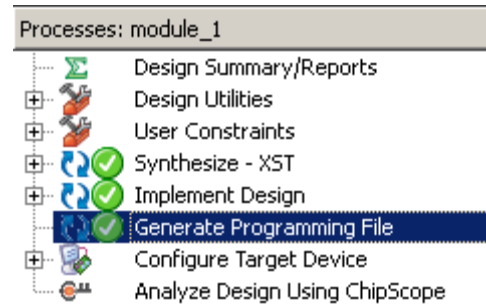 Processes: module_1
Design Summary/Reports
Design Utilities
User Constraints
Synthesize - XST
Implement Design
Generate Programming File
Configure Target Device
Analyze Design Using ChipScope